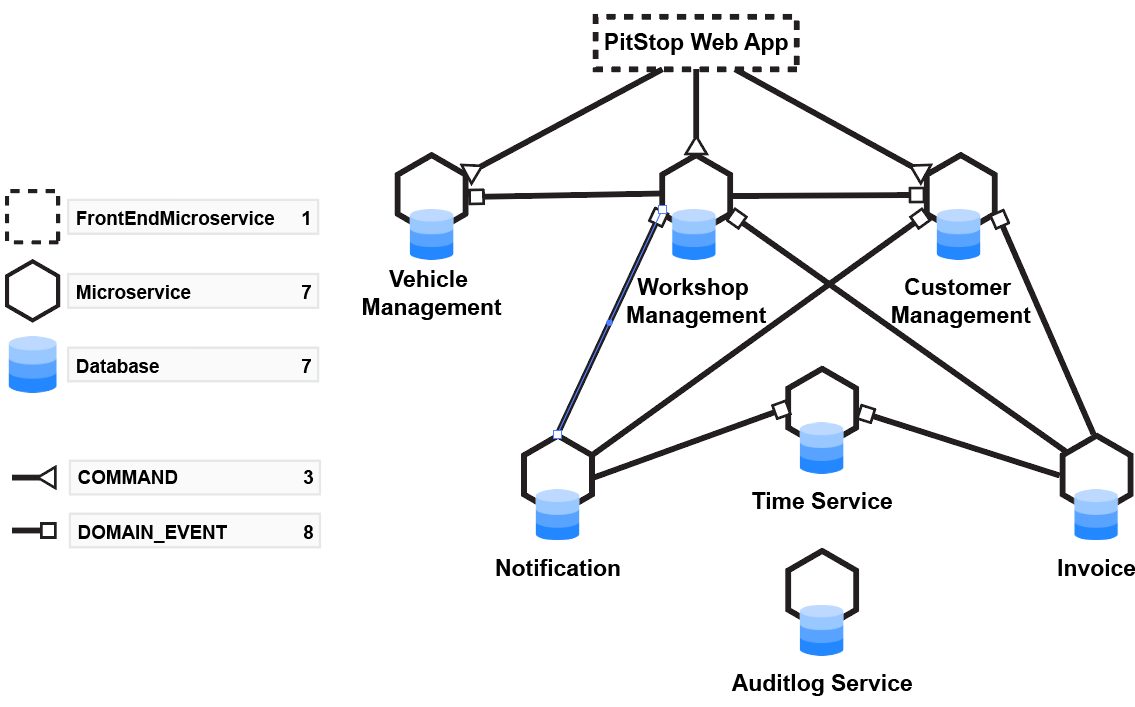 PitStop Web App
FrontEndMicroservice 1
Microservice 7
Database 7
COMMAND 3
DOMAIN_EVENT 8
Vehicle
Management
Workshop
Management
Customer
Management
Time Service
Notification
Invoice
Auditlog Service